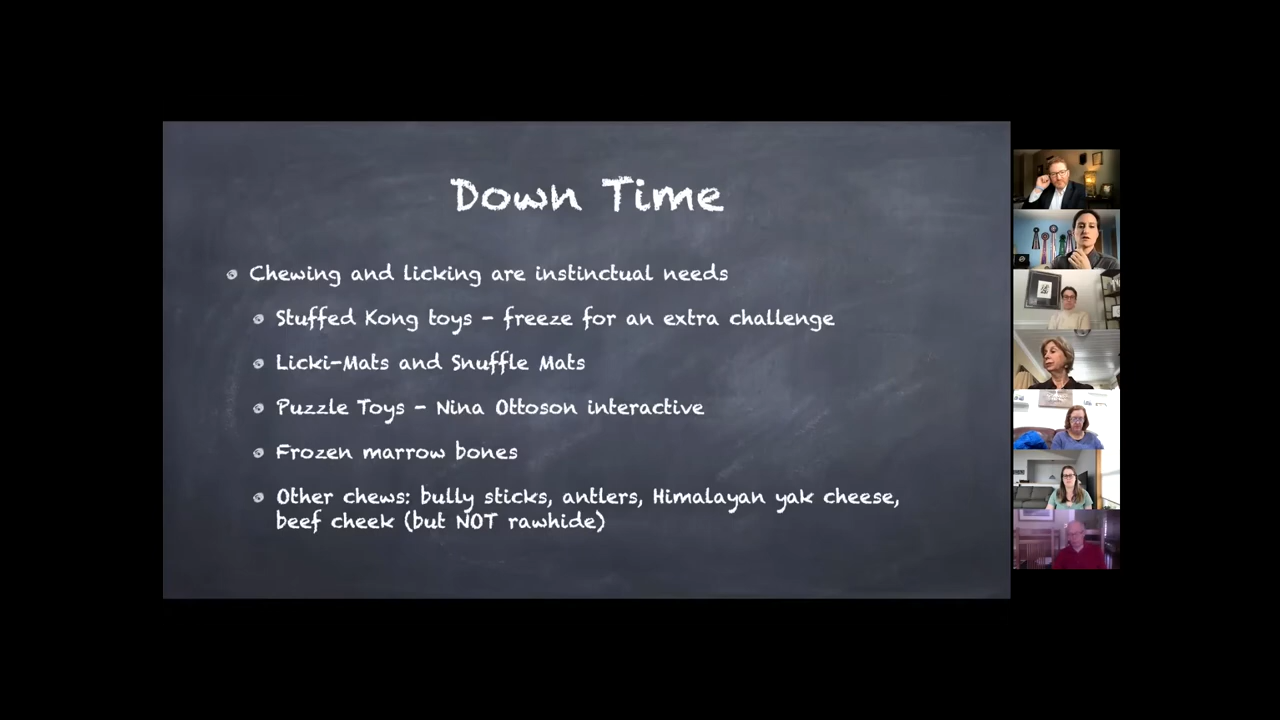 Down Time
Chewing and licking are instinctual needs
Stuffed Kong toys - freeze for an extra challenge
Licki-Mats and Snuffle Mats
Puzzle Toys - Nina Ottoson interactive
Frozen marrow bones
Other chews: bully sticks, antlers, Himalayan yak cheese,
beef cheek (but NOT rawhide)